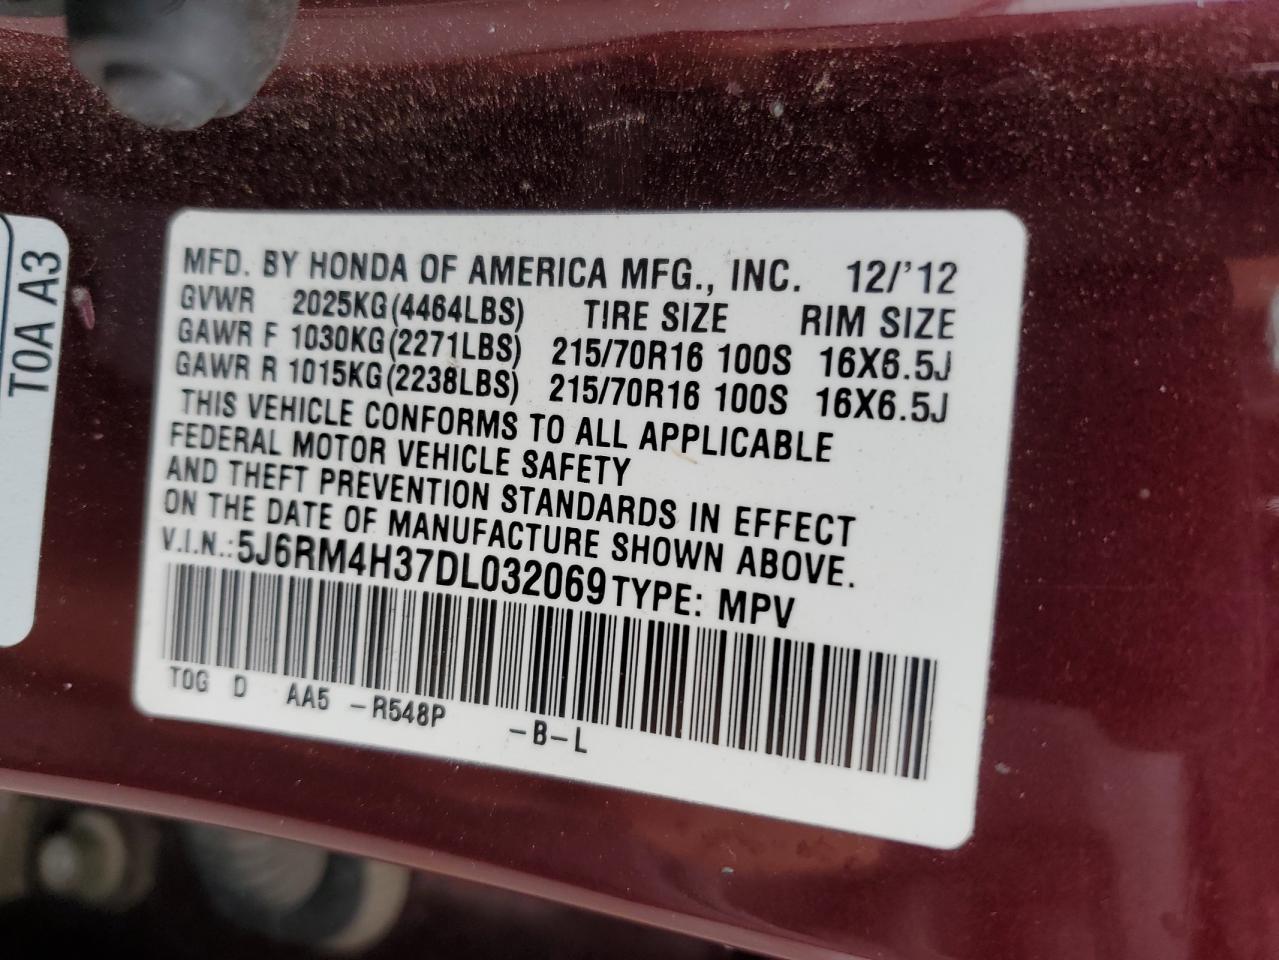 T0A A3
MFD. BY HONDA OF AMERICA MFG., INC. 12/'12
GVWR 2025KG(4464LBS) TIRE SIZE RIM SIZE
GAWR F 1030KG(2271LBS) 215/70R16 100S 16X6.5J
GAWR R 1015KG(2238LBS) 215/70R16 100S 16X6.5J
THIS VEHICLE CONFORMS TO ALL APPLICABLE
FEDERAL MOTOR VEHICLE SAFETY
AND THEFT PREVENTION STANDARDS IN EFFECT
ON THE DATE OF MANUFACTURE SHOWN ABOVE.
V.I.N.:5J6RM4H37DL032069 TYPE: MPV
T0G D AA5 -R548P -B-L